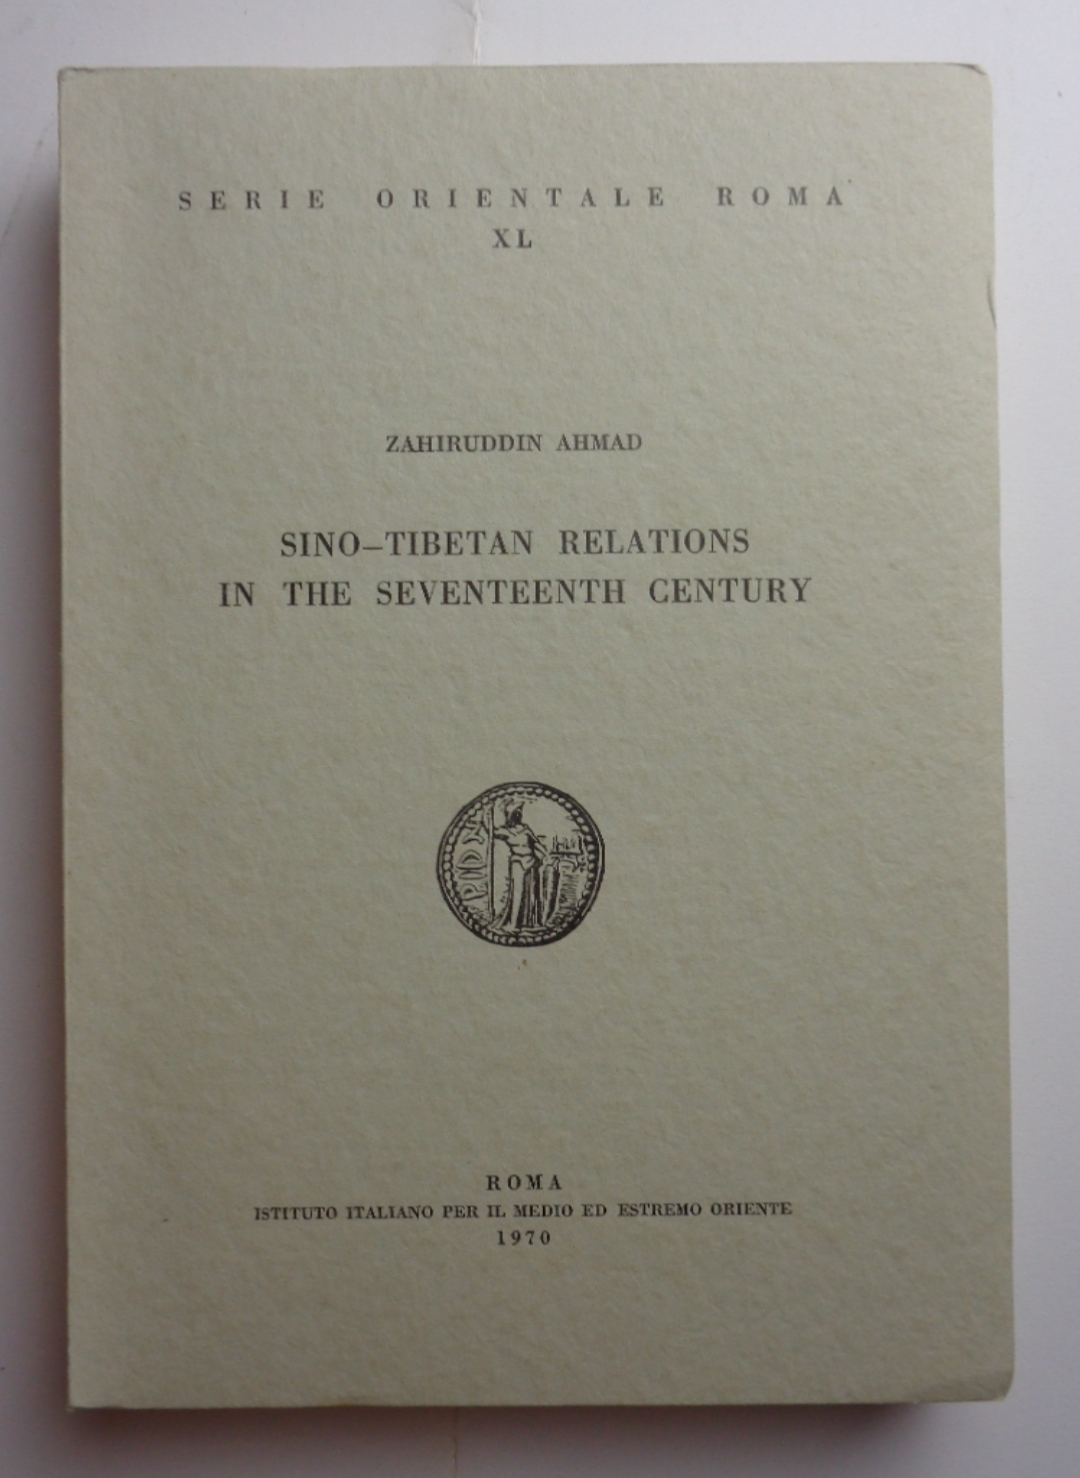 SERIE ORIENTALE ROMA
XL
ZAHIRUDDIN AHMAD
SINO–TIBETAN RELATIONS
IN THE SEVENTEENTH CENTURY
ROMA
ISTITUTO ITALIANO PER IL MEDIO ED ESTREMO ORIENTE
1970